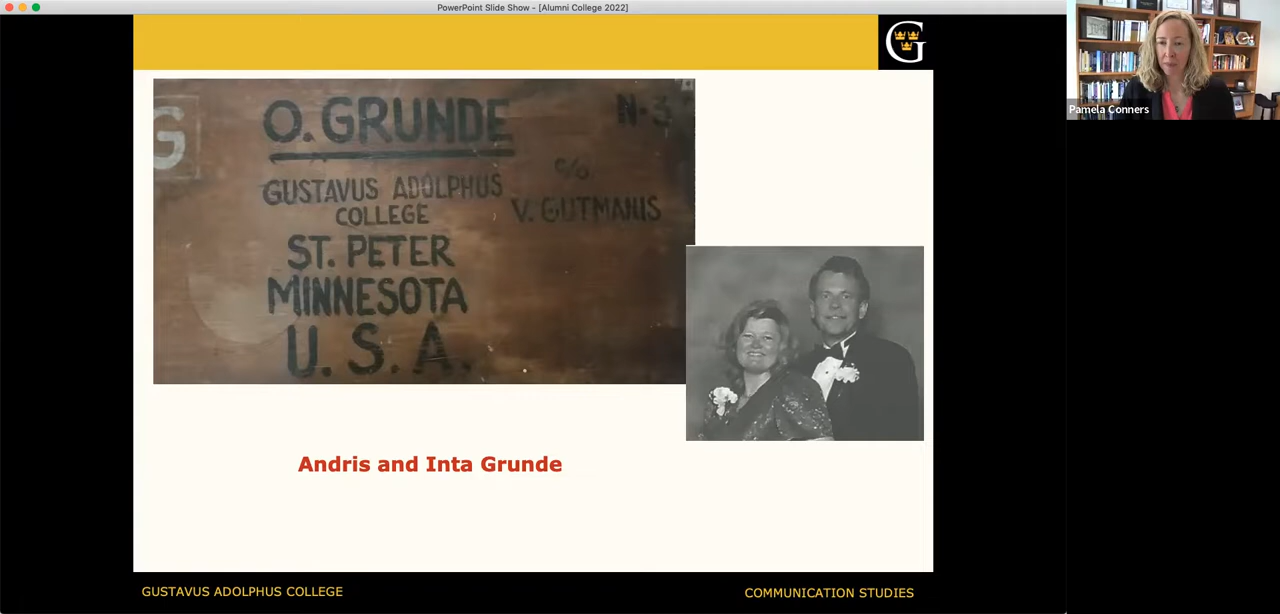 PowerPoint Slide Show - [Alumni College 2022]
G
G
O. GRUNDE
N-3
GUSTAVUS ADOLPHUS
COLLEGE
c/o
V. GUTMANIS
ST. PETER
MINNESOTA
U. S. A.
Andris and Inta Grunde
GUSTAVUS ADOLPHUS COLLEGE
COMMUNICATION STUDIES
Pamela Conners